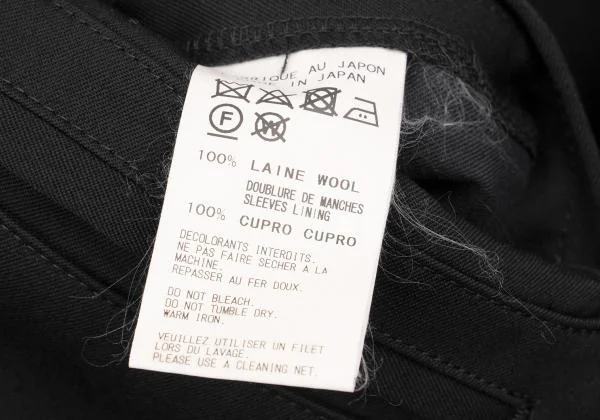 AU JAPON
IN JAPAN
F
W
100% LAINE WOOL
DOUBLURE DE MANCHES
SLEEVES LINING
100% CUPRO CUPRO
DECOLORANTS INTERDITS.
NE PAS FAIRE SECHER A LA
MACHINE.
REPASSER AU FER DOUX.
DO NOT BLEACH.
DO NOT TUMBLE DRY.
WARM IRON.
VEUILLEZ UTILISER UN FILET
LORS DU LAVAGE.
PLEASE USE A CLEANING NET.